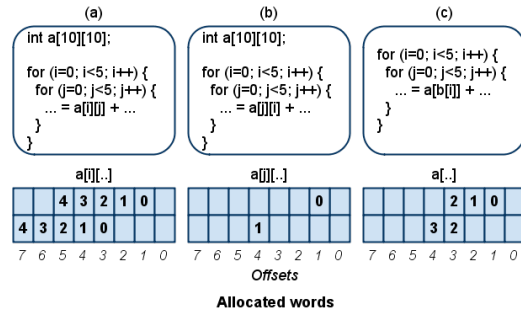 (a) (b) (c)
int a[10][10];
for (i=0; i<5; i++) {
for (j=0; j<5; j++) {
... = a[i][j] + ...
}
}
int a[10][10];
for (i=0; i<5; i++) {
for (j=0; j<5; j++) {
... = a[j][i] + ...
}
}
for (i=0; i<5; i++) {
for (j=0; j<5; j++) {
... = a[b[i]] + ...
}
}
a[i][..] a[j][..] a[..]
4 3 2 1 0 0 2 1 0
4 3 2 1 0 1 3 2
7 6 5 4 3 2 1 0 7 6 5 4 3 2 1 0 7 6 5 4 3 2 1 0
Offsets
Allocated words